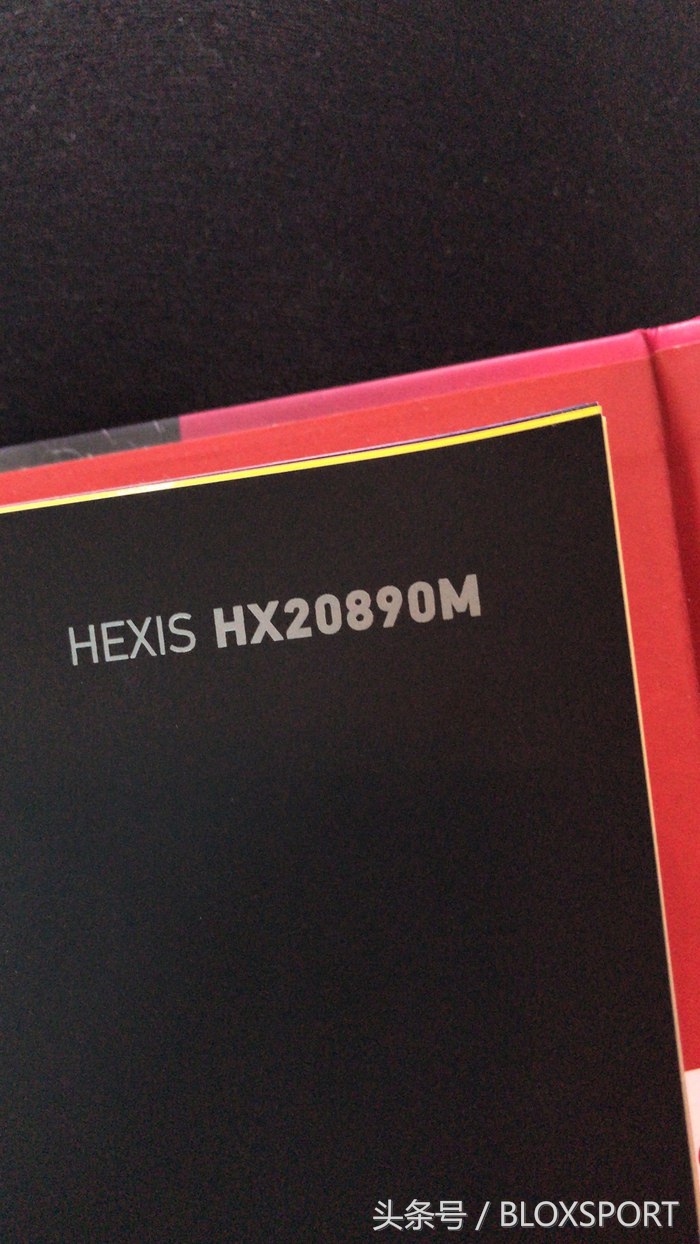 HEXIS HX20890M
头条号 / BLOXSPORT